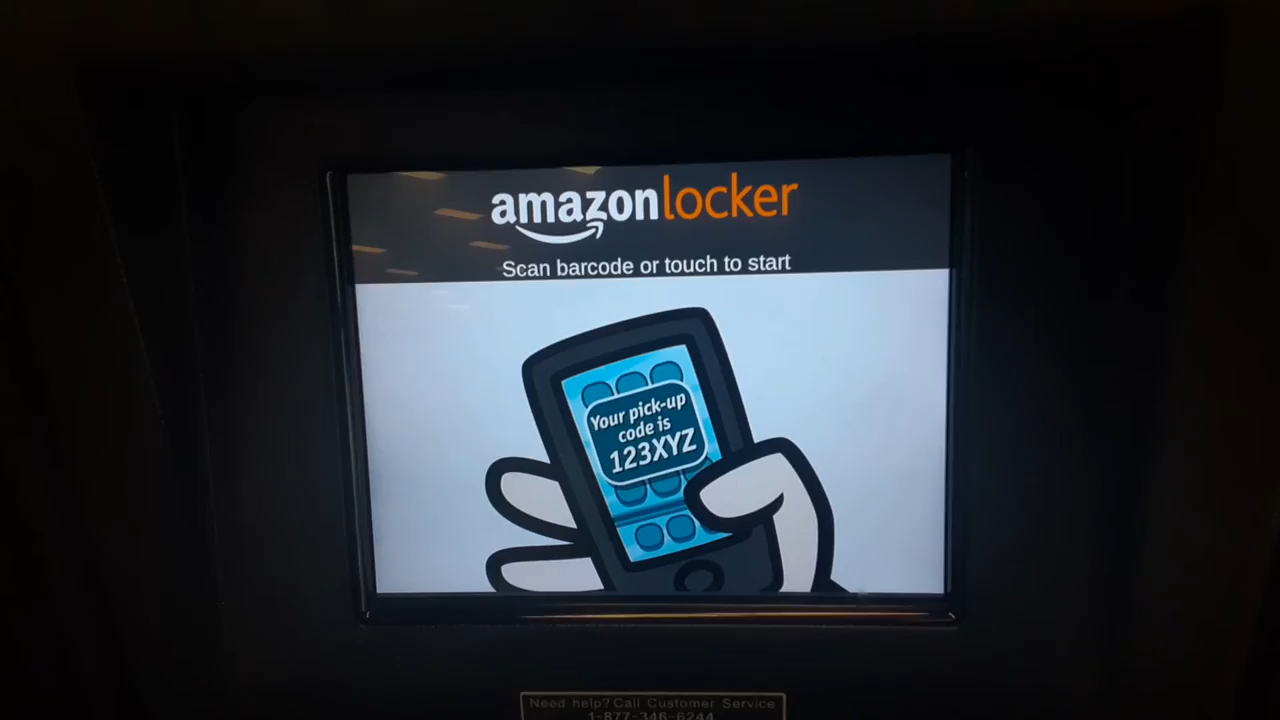 amazonlocker
Scan barcode or touch to start
Your pick-up
code is
123XYZ
Need help? Call Customer Service
1-877-346-6244